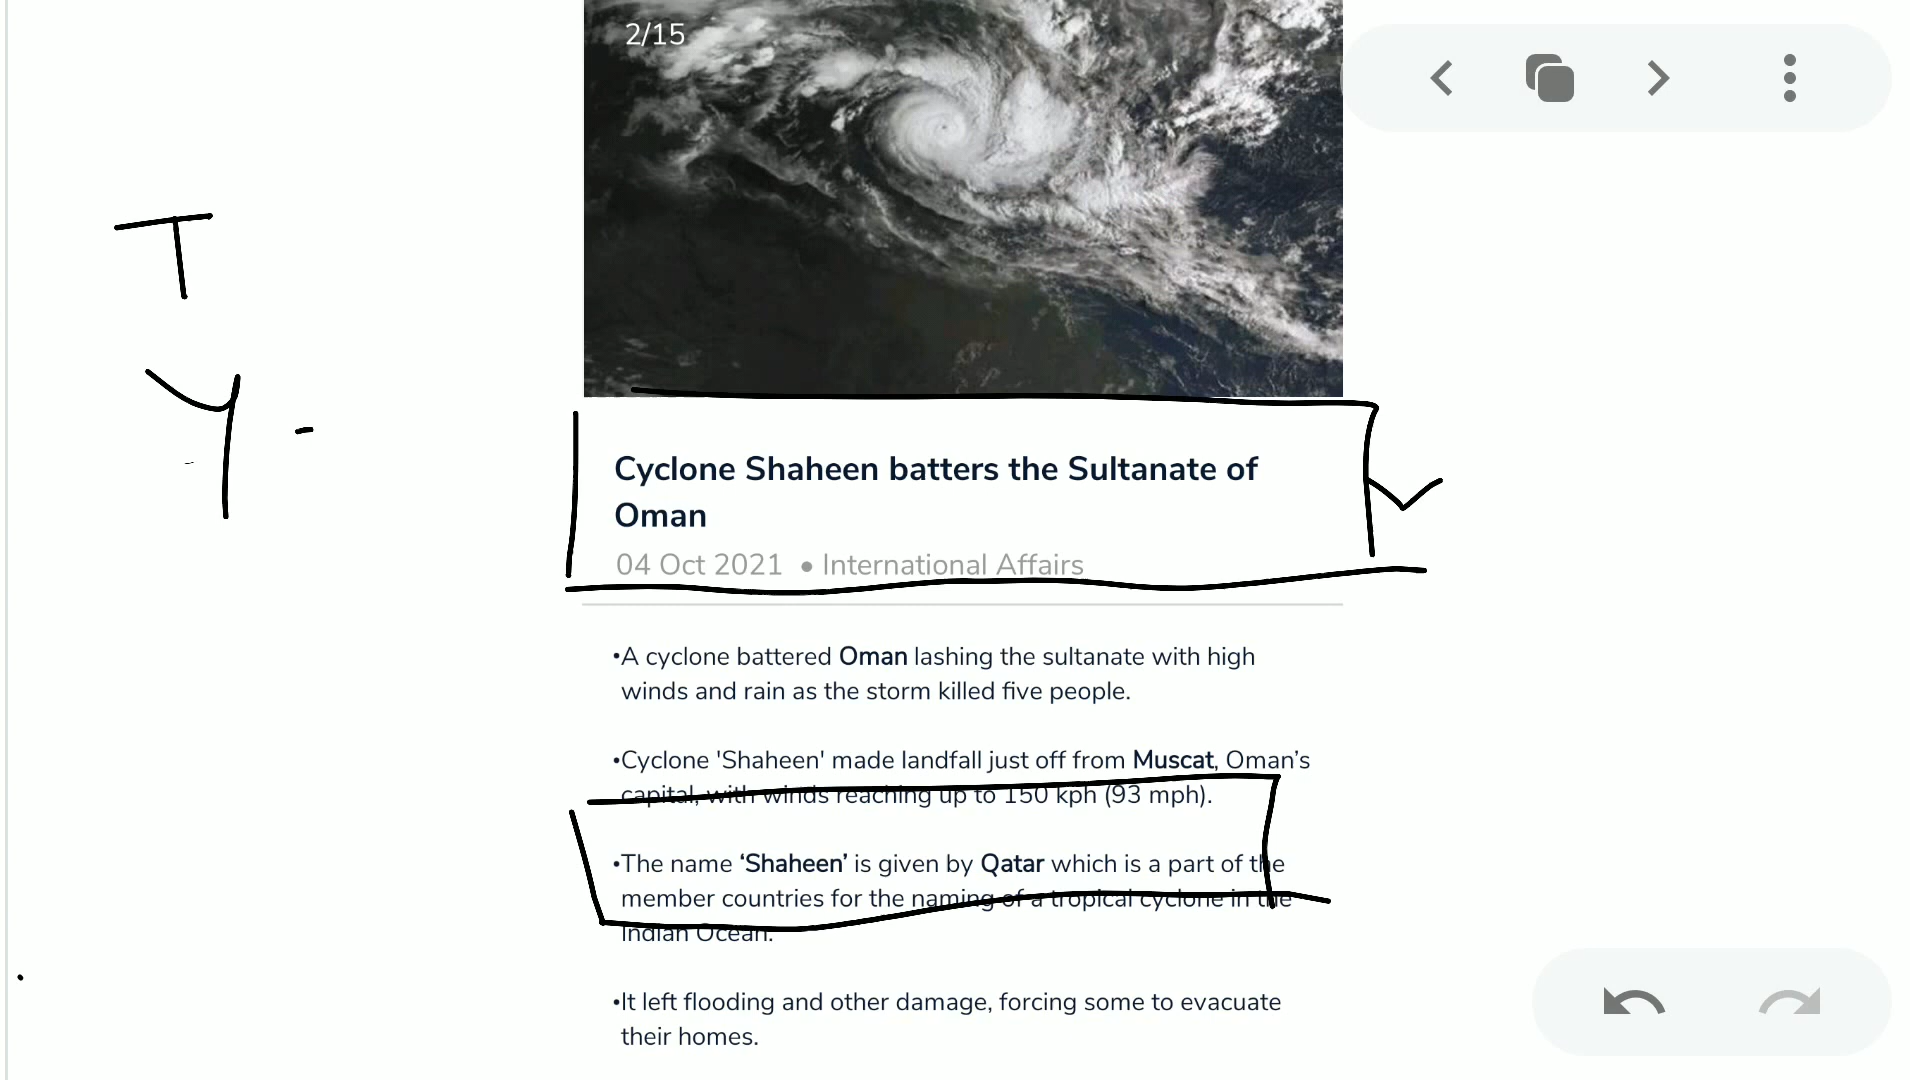 2/15
T
Y -
Cyclone Shaheen batters the Sultanate of
Oman
04 Oct 2021 • International Affairs
•A cyclone battered Oman lashing the sultanate with high
winds and rain as the storm killed five people.
•Cyclone 'Shaheen' made landfall just off from Muscat, Oman’s
capital, with winds reaching up to 150 kph (93 mph).
•The name ‘Shaheen’ is given by Qatar which is a part of the
member countries for the naming of a tropical cyclone in the
Indian Ocean.
•It left flooding and other damage, forcing some to evacuate
their homes.